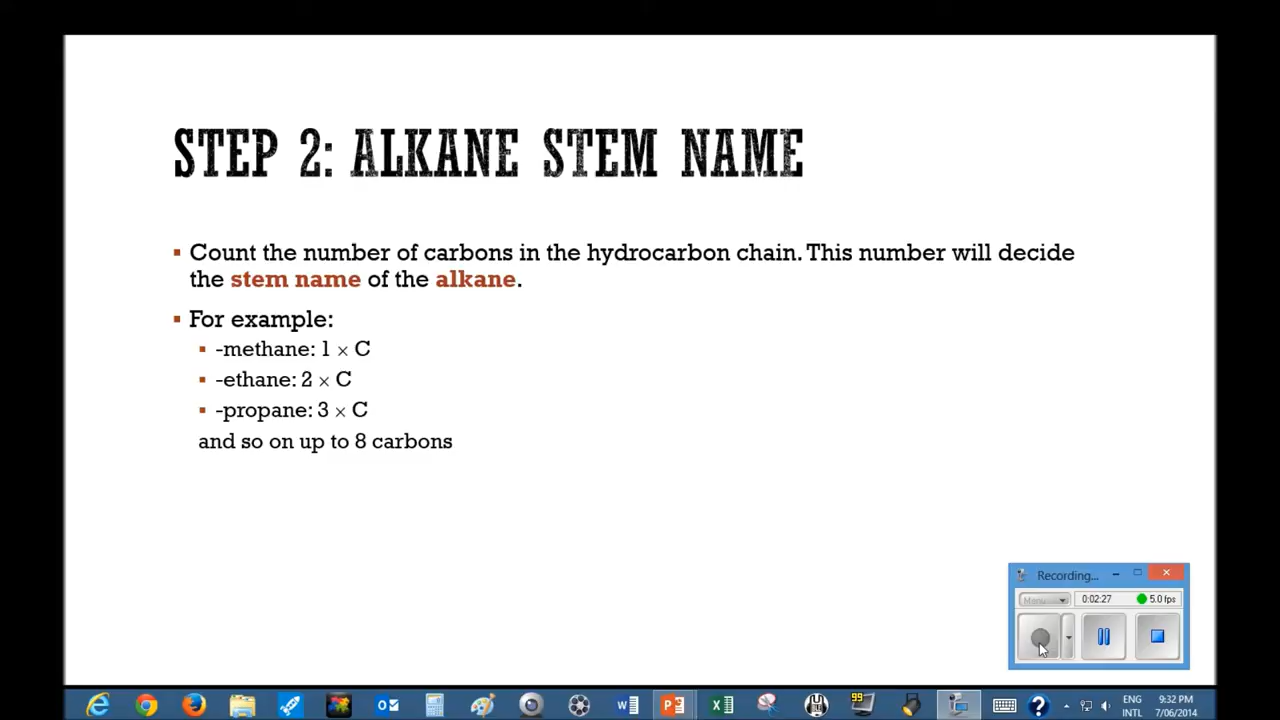 STEP 2: ALKANE STEM NAME
▪ Count the number of carbons in the hydrocarbon chain. This number will decide
the stem name of the alkane.
▪ For example:
▪ -methane: 1 × C
▪ -ethane: 2 × C
▪ -propane: 3 × C
and so on up to 8 carbons
Recording...
Menu 0:02:27 5.0 fps
99
ENG 9:32 PM
INTL 7/06/2014